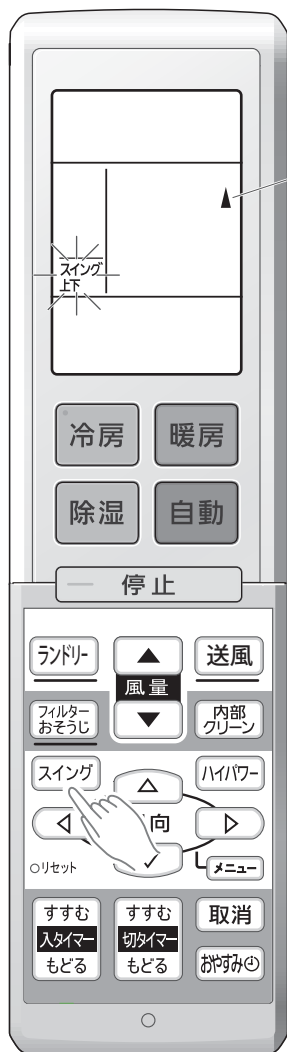 スイング
上下
冷房
暖房
除湿
自動
停止
ランドリー
風量
送風
フィルター
おそうじ
内部
クリーン
スイング
ハイパワー
向
リセット
メニュー
すすむ
入タイマー
もどる
すすむ
切タイマー
もどる
取消
おやすみ